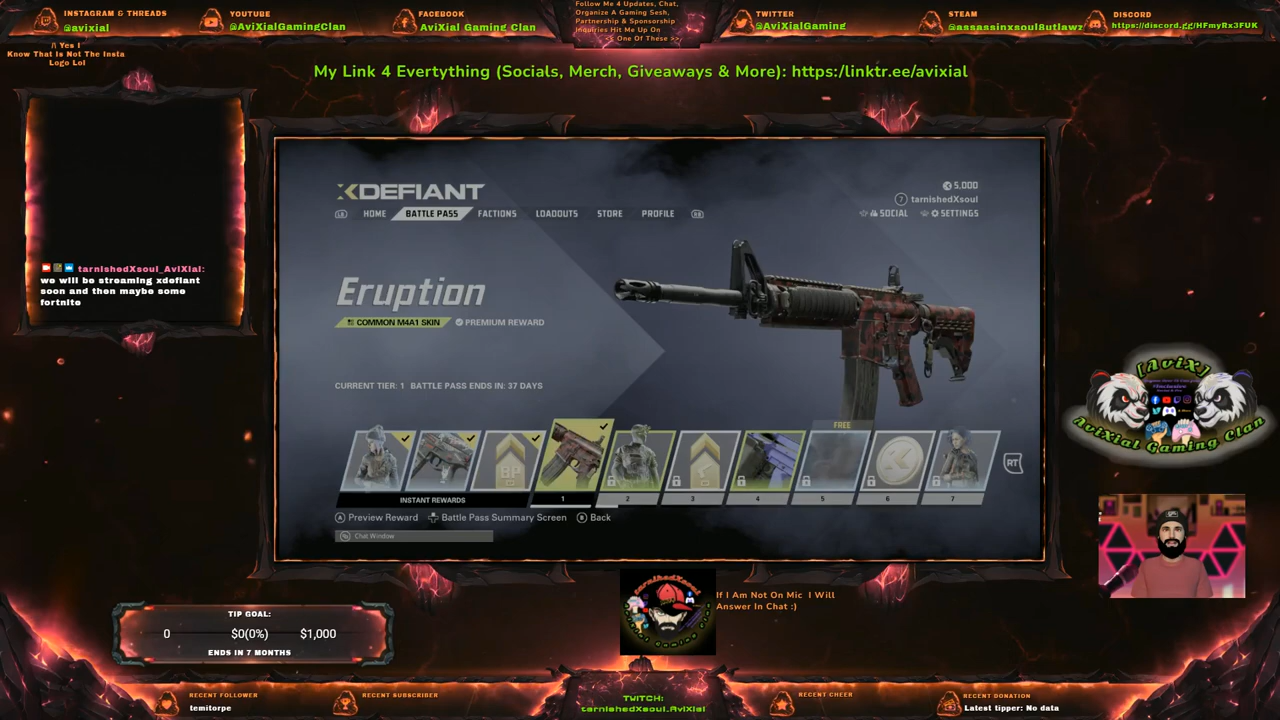 INSTAGRAM & THREADS
@avixial
YOUTUBE
@AviXialGamingClan
FACEBOOK
AviXial Gaming Clan
Follow Me 4 Updates, Chat,
Organize A Gaming Sesh,
Partnership & Sponsorship
Inquiries Hit Me Up On
One Of These >>
TWITTER
@AviXialGaming
STEAM
@assassinxsoul8utlawz
DISCORD
https://discord.gg/HFmyRx3FUK
/\ Yes I
Know That Is Not The Insta
Logo Lol
My Link 4 Evertything (Socials, Merch, Giveaways & More): https:/linktr.ee/avixial
XDEFIANT
5,000
7 tarnishedXsoul
LB HOME BATTLE PASS FACTIONS LOADOUTS STORE PROFILE RB
SOCIAL SETTINGS
tarnishedXsoul_AviXial:
we will be streaming xdefiant
soon and then maybe some
fortnite
Eruption
COMMON M4A1 SKIN PREMIUM REWARD
CURRENT TIER: 1 BATTLE PASS ENDS IN: 37 DAYS
FREE
BP
RT
INSTANT REWARDS 1 2 3 4 5 6 7
A Preview Reward Battle Pass Summary Screen B Back
Chat Window
[AviX]
AviXial Gaming Clan
tarnishedXsoul
If I Am Not On Mic I Will
Answer In Chat :)
TIP GOAL:
0 $0(0%) $1,000
ENDS IN 7 MONTHS
RECENT FOLLOWER
temitorpe
RECENT SUBSCRIBER
TWITCH:
tarnishedXsoul_AviXial
RECENT CHEER
RECENT DONATION
Latest tipper: No data